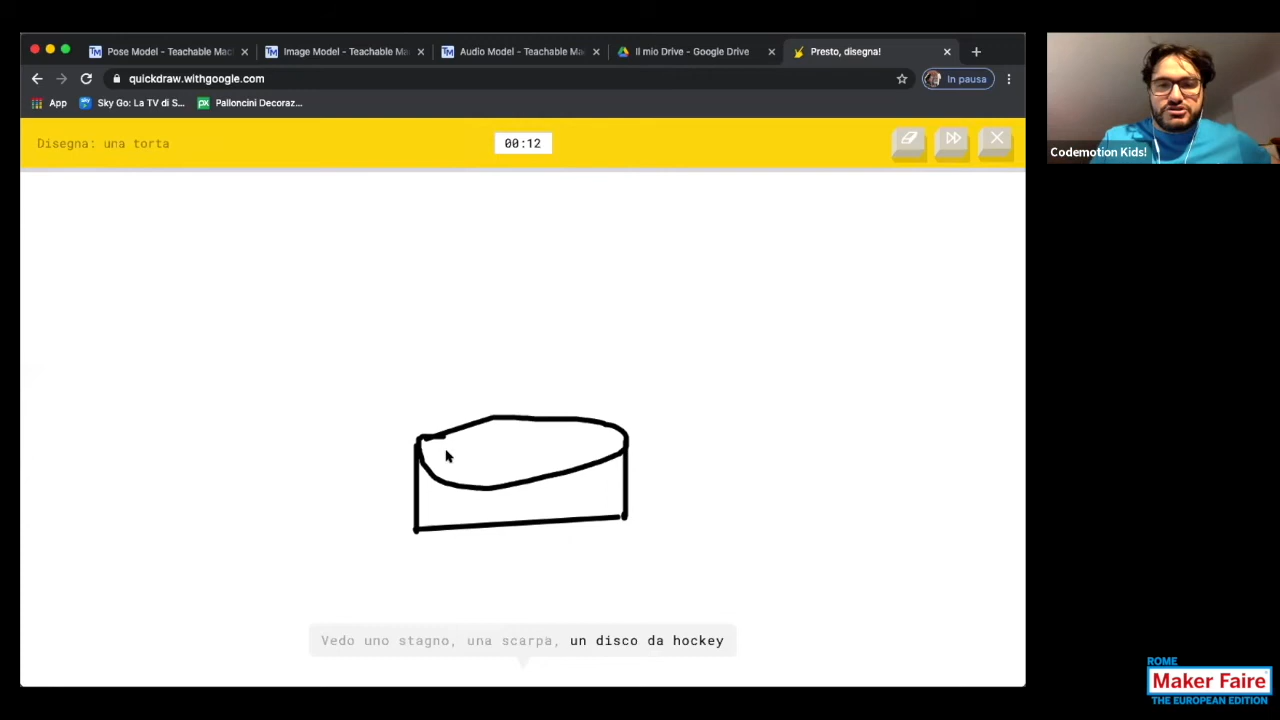 Pose Model - Teachable Mac
Image Model - Teachable Ma
Audio Model - Teachable Ma
Il mio Drive - Google Drive
Presto, disegna!
quickdraw.withgoogle.com
In pausa
App
Sky Go: La TV di S...
Palloncini Decoraz...
Disegna: una torta
00:12
Codemotion Kids!
Vedo uno stagno, una scarpa, un disco da hockey
ROME
Maker Faire
THE EUROPEAN EDITION